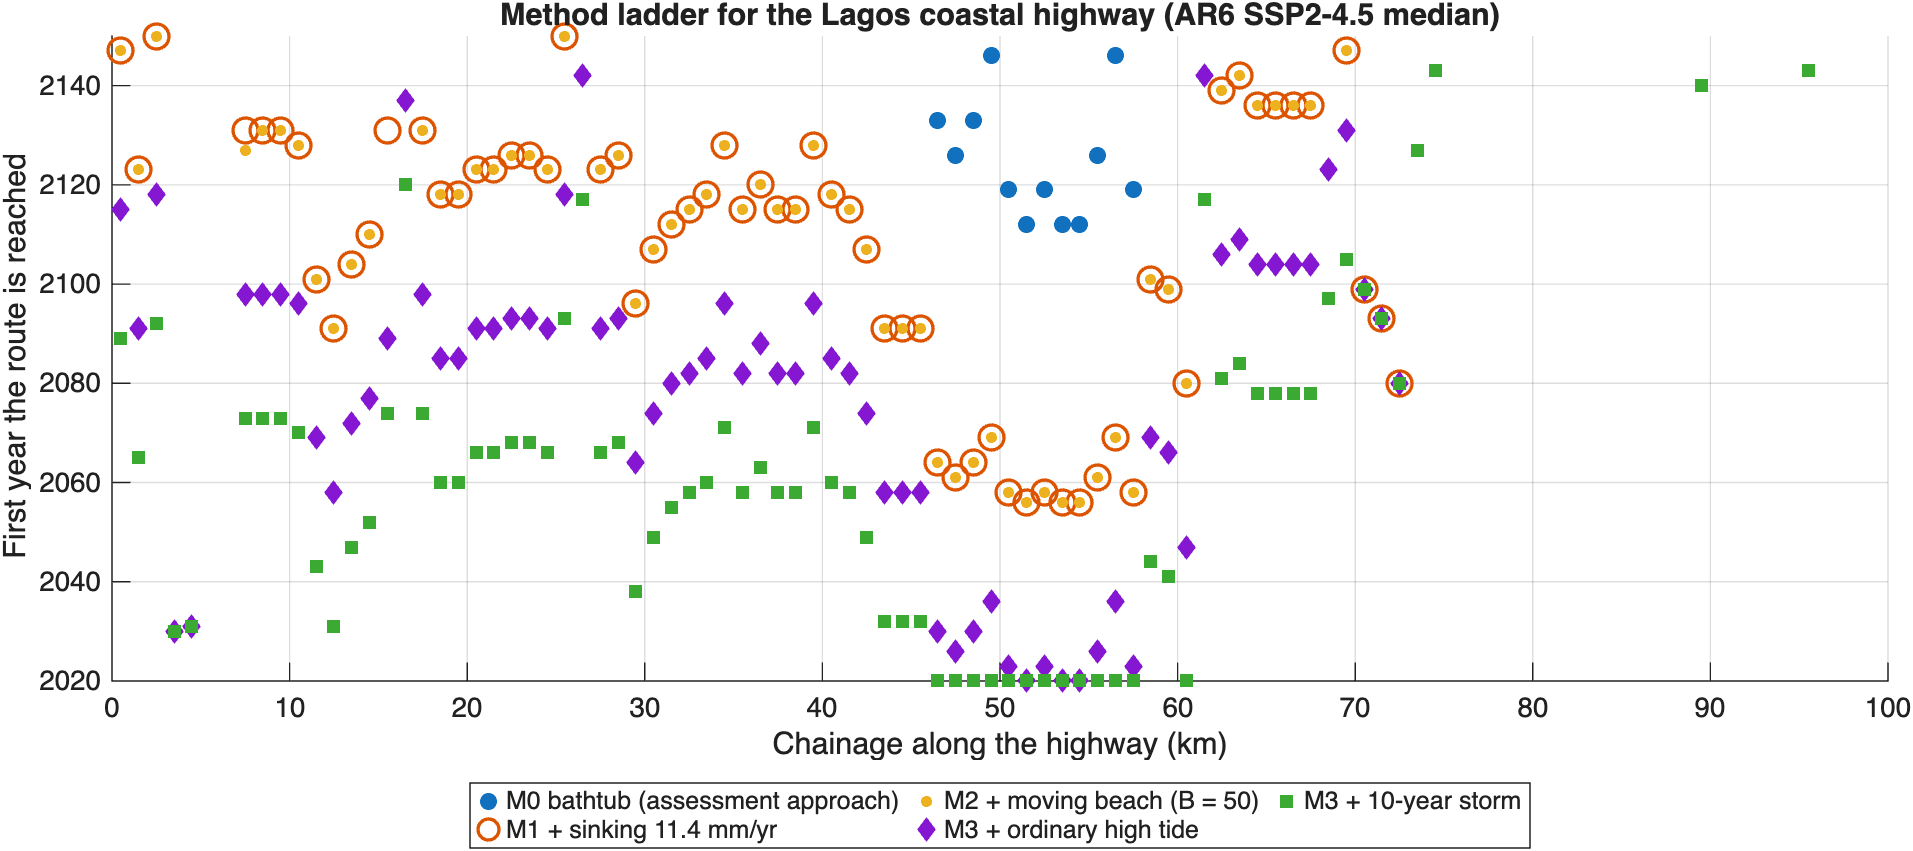 Method ladder for the Lagos coastal highway (AR6 SSP2-4.5 median)
First year the route is reached
2140
2120
2100
2080
2060
2040
2020
0 10 20 30 40 50 60 70 80 90 100
Chainage along the highway (km)
M0 bathtub (assessment approach)
M1 + sinking 11.4 mm/yr
M2 + moving beach (B = 50)
M3 + ordinary high tide
M3 + 10-year storm